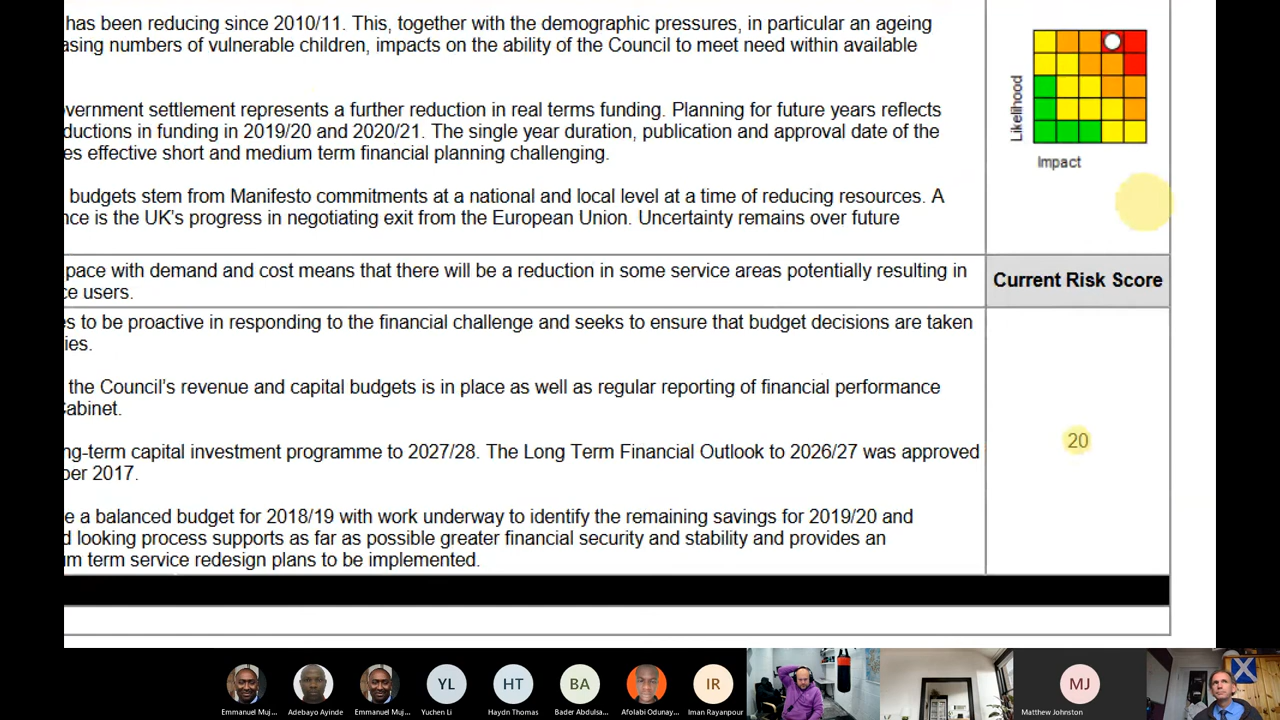 has been reducing since 2010/11. This, together with the demographic pressures, in particular an ageing
asing numbers of vulnerable children, impacts on the ability of the Council to meet need within available
overnment settlement represents a further reduction in real terms funding. Planning for future years reflects
ductions in funding in 2019/20 and 2020/21. The single year duration, publication and approval date of the
es effective short and medium term financial planning challenging.
budgets stem from Manifesto commitments at a national and local level at a time of reducing resources. A
nce is the UK's progress in negotiating exit from the European Union. Uncertainty remains over future
Likelihood
Impact
pace with demand and cost means that there will be a reduction in some service areas potentially resulting in
ce users.
Current Risk Score
es to be proactive in responding to the financial challenge and seeks to ensure that budget decisions are taken
ies.
the Council's revenue and capital budgets is in place as well as regular reporting of financial performance
Cabinet.
ng-term capital investment programme to 2027/28. The Long Term Financial Outlook to 2026/27 was approved
ber 2017.
e a balanced budget for 2018/19 with work underway to identify the remaining savings for 2019/20 and
d looking process supports as far as possible greater financial security and stability and provides an
um term service redesign plans to be implemented.
20
YL
HT
BA
IR
MJ
Emmanuel Muj...
Adebayo Ayinde
Emmanuel Muj...
Yuchen Li
Haydn Thomas
Bader Abdulsa...
Afolabi Odunay...
Iman Rayanpour
Matthew Johnston